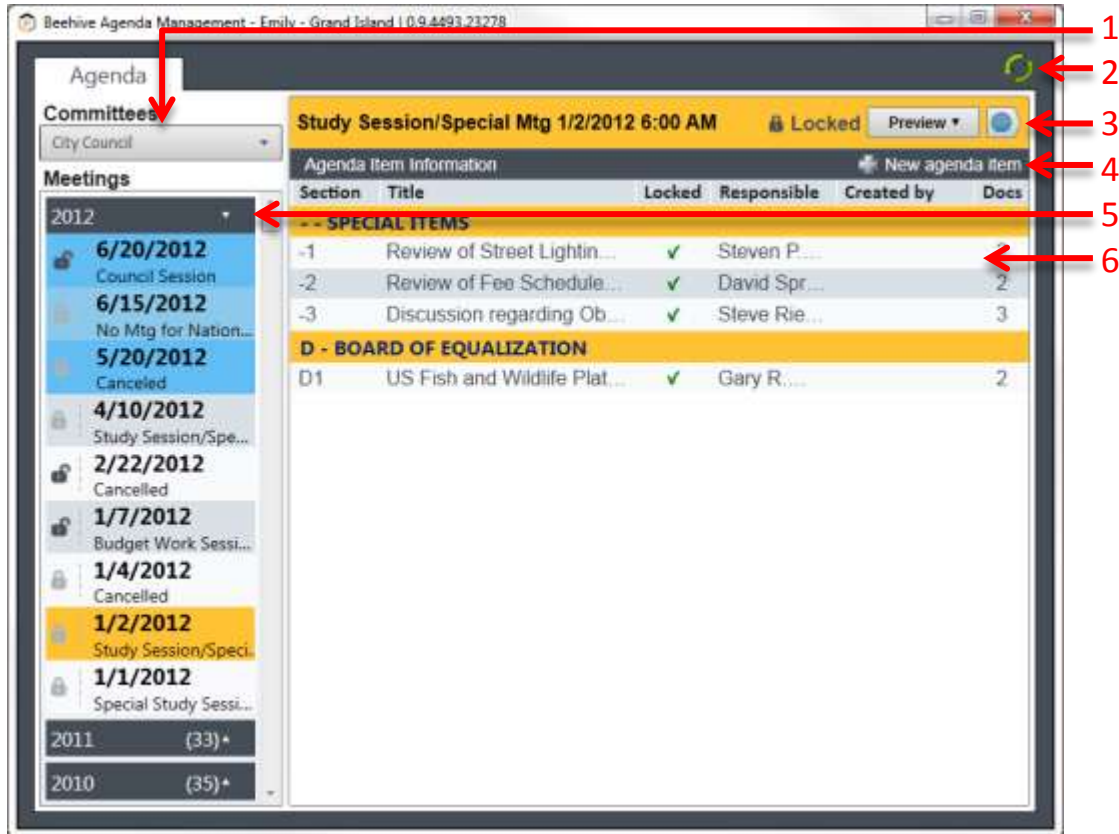 Beehive Agenda Management - Emily - Grand Island | 0.9.4493.23278
1
2
Agenda
Committees
City Council
Study Session/Special Mtg 1/2/2012 6:00 AM Locked Preview
3
Agenda Item Information New agenda item
4
Meetings
Section Title Locked Responsible Created by Docs
2012
5
- - SPECIAL ITEMS
6/20/2012
Council Session
-1 Review of Street Lightin... Steven P....
6
-2 Review of Fee Schedule... David Spr... 2
6/15/2012
No Mtg for Nation...
-3 Discussion regarding Ob... Steve Rie... 3
D - BOARD OF EQUALIZATION
5/20/2012
Canceled
D1 US Fish and Wildlife Plat... Gary R.... 2
4/10/2012
Study Session/Spe...
2/22/2012
Cancelled
1/7/2012
Budget Work Sessi...
1/4/2012
Cancelled
1/2/2012
Study Session/Speci..
1/1/2012
Special Study Sessi...
2011 (33)
2010 (35)